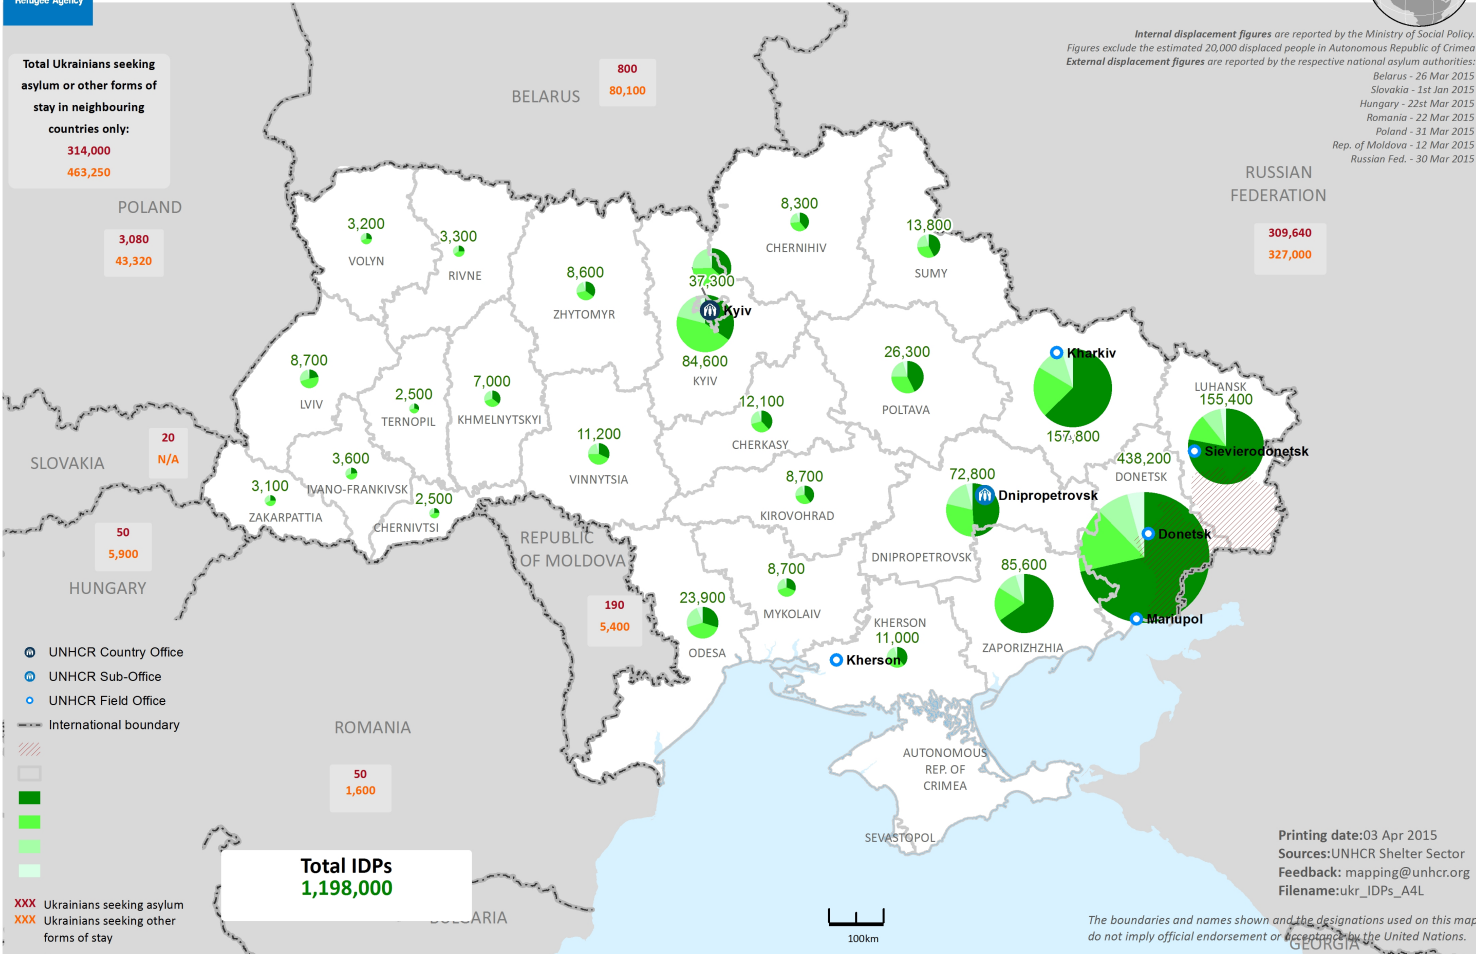 Refugee Agency
Internal displacement figures are reported by the Ministry of Social Policy.
Figures exclude the estimated 20,000 displaced people in Autonomous Republic of Crimea
External displacement figures are reported by the respective national asylum authorities:
Belarus - 26 Mar 2015
Slovakia - 1st Jan 2015
Hungary - 22st Mar 2015
Romania - 22 Mar 2015
Poland - 31 Mar 2015
Rep. of Moldova - 12 Mar 2015
Russian Fed. - 30 Mar 2015
Total Ukrainians seeking
asylum or other forms of
stay in neighbouring
countries only:
314,000
463,250
BELARUS
800
80,100
RUSSIAN
FEDERATION
309,640
327,000
POLAND
3,080
43,320
3,200
VOLYN
3,300
RIVNE
8,600
ZHYTOMYR
37,300
Kyiv
84,600
KYIV
8,300
CHERNIHIV
13,800
SUMY
8,700
LVIV
2,500
TERNOPIL
7,000
KHMELNYTSKYI
11,200
VINNYTSIA
12,100
CHERKASY
26,300
POLTAVA
Kharkiv
157,800
LUHANSK
155,400
Sievierodonetsk
438,200
DONETSK
Donetsk
Mariupol
SLOVAKIA
20
N/A
3,100
ZAKARPATTIA
3,600
IVANO-FRANKIVSK
2,500
CHERNIVTSI
8,700
KIROVOHRAD
72,800
Dnipropetrovsk
DNIPROPETROVSK
85,600
ZAPORIZHZHIA
HUNGARY
50
5,900
REPUBLIC
OF MOLDOVA
190
5,400
23,900
ODESA
8,700
MYKOLAIV
KHERSON
11,000
Kherson
AUTONOMOUS
REP. OF
CRIMEA
SEVASTOPOL
ROMANIA
50
1,600
UNHCR Country Office
UNHCR Sub-Office
UNHCR Field Office
International boundary
XXX Ukrainians seeking asylum
XXX Ukrainians seeking other
forms of stay
Total IDPs
1,198,000
BULGARIA
100km
Printing date:03 Apr 2015
Sources:UNHCR Shelter Sector
Feedback: mapping@unhcr.org
Filename:ukr_IDPs_A4L
The boundaries and names shown and the designations used on this map
do not imply official endorsement or acceptance by the United Nations.
GEORGIA